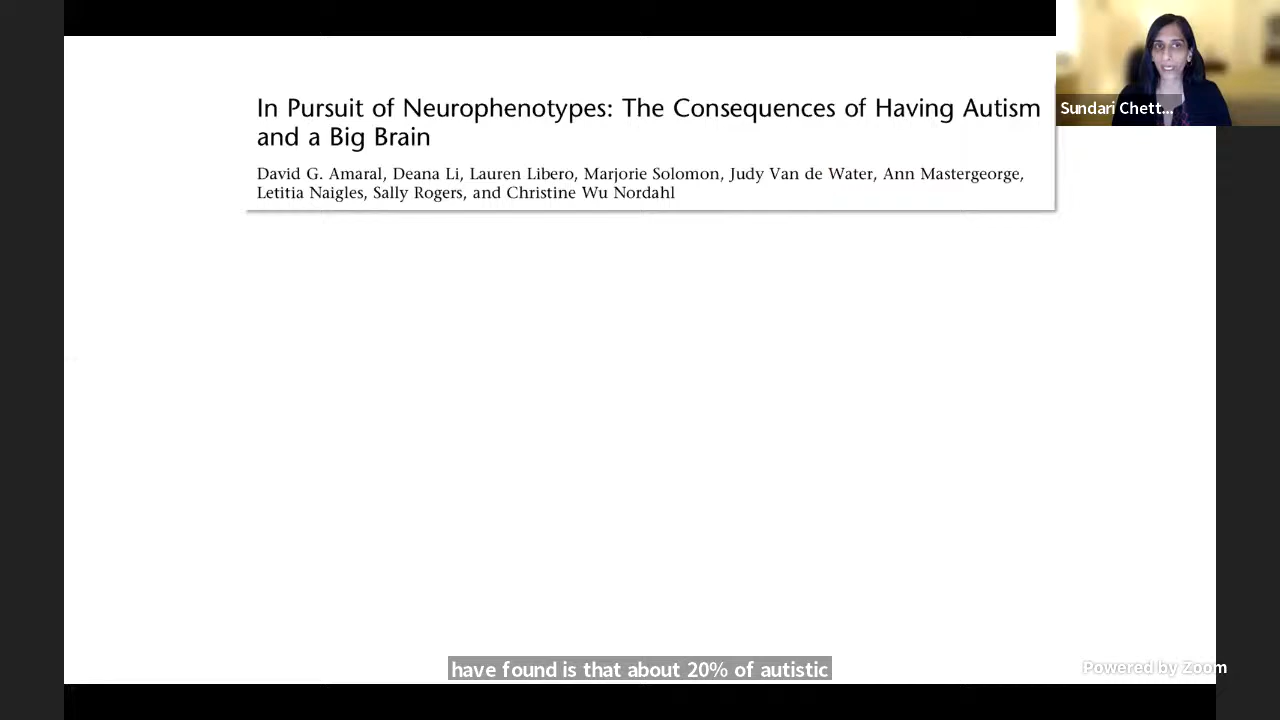 In Pursuit of Neurophenotypes: The Consequences of Having Autism
and a Big Brain
David G. Amaral, Deana Li, Lauren Libero, Marjorie Solomon, Judy Van de Water, Ann Mastergeorge,
Letitia Naigles, Sally Rogers, and Christine Wu Nordahl
Sundari Chett...
have found is that about 20% of autistic
Powered by Zoom